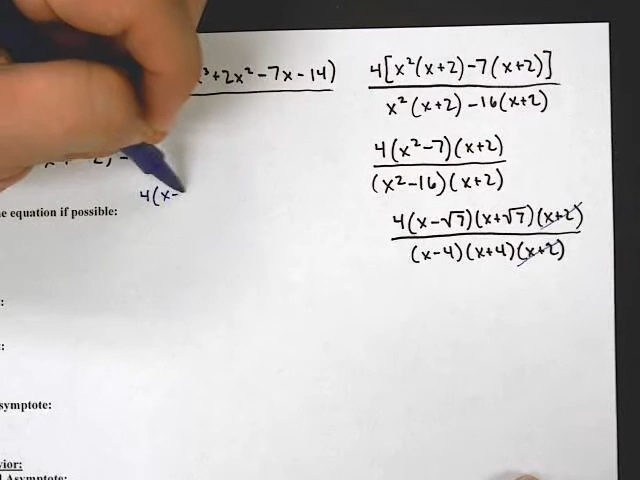 ³+2x²-7x-14)
4[x²(x+2)-7(x+2)]
x²(x+2)-16(x+2)
4(x²-7)(x+2)
(x²-16)(x+2)
4(x-
e equation if possible:
4(x-√7)(x+√7)(x+2)
(x-4)(x+4)(x+2)
:
:
symptote:
vior:
l Asymptote: